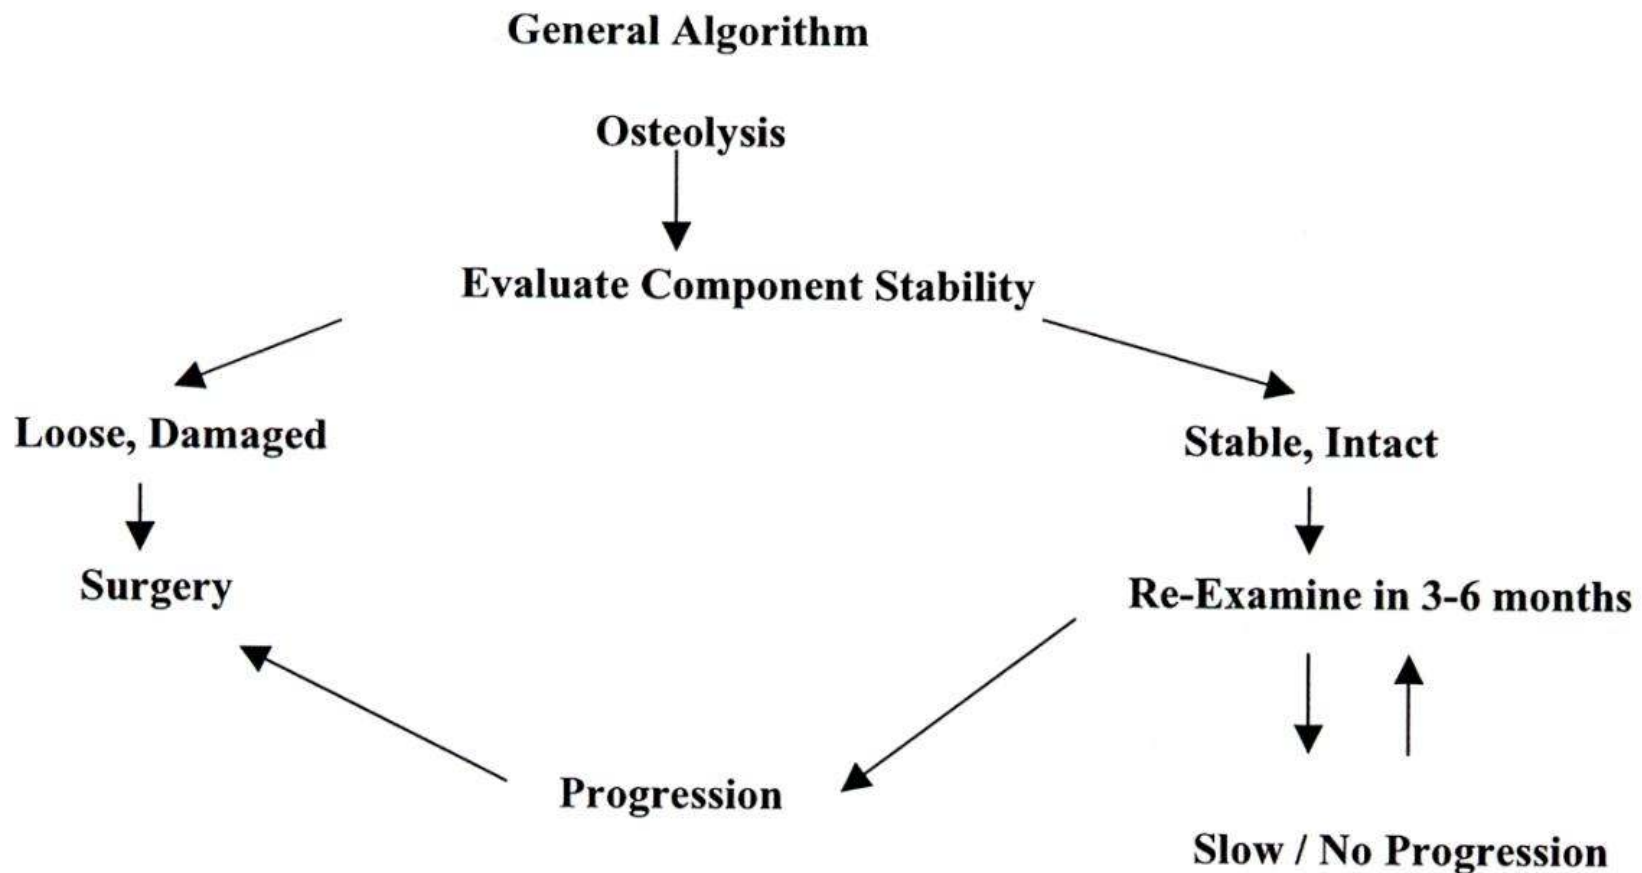 General Algorithm
Osteolysis
Evaluate Component Stability
Loose, Damaged
Stable, Intact
Surgery
Re-Examine in 3-6 months
Progression
Slow / No Progression